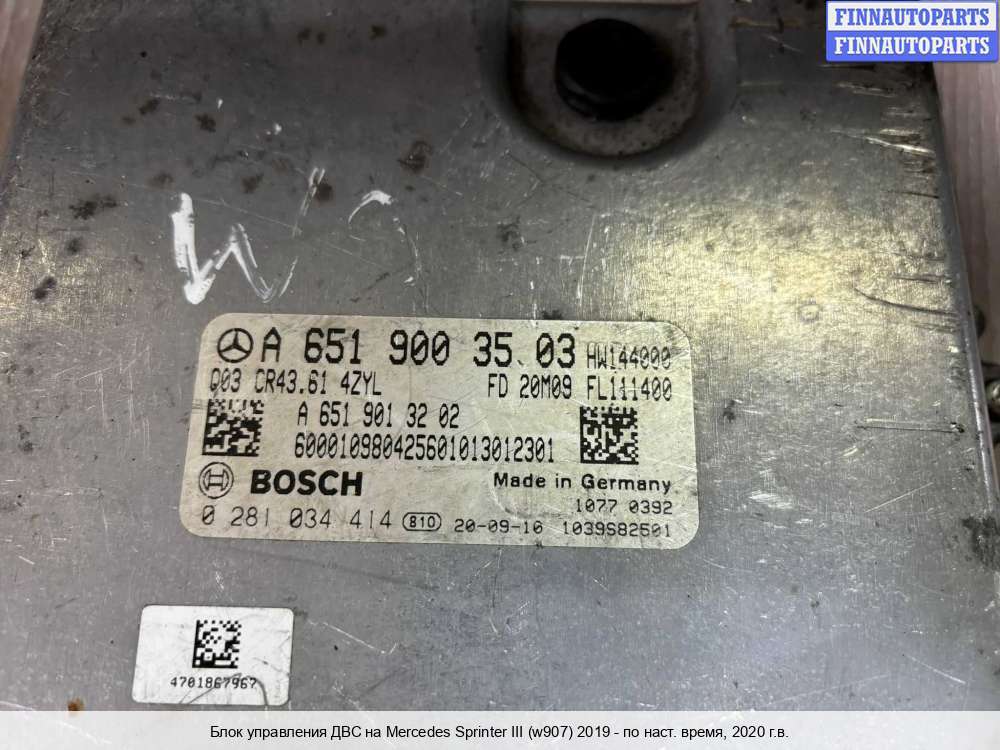 FINNAUTOPARTS
FINNAUTOPARTS
A 651 900 35 03 HW144000
Q03 CR43.61 4ZYL FD 20M09 FL111400
A 651 901 32 02
600010980425601013012301
BOSCH Made in Germany
1077 0392
0 281 034 414 810 20-09-16 1039S82501
4701867967
Блок управления ДВС на Mercedes Sprinter III (w907) 2019 - по наст. время, 2020 г.в.